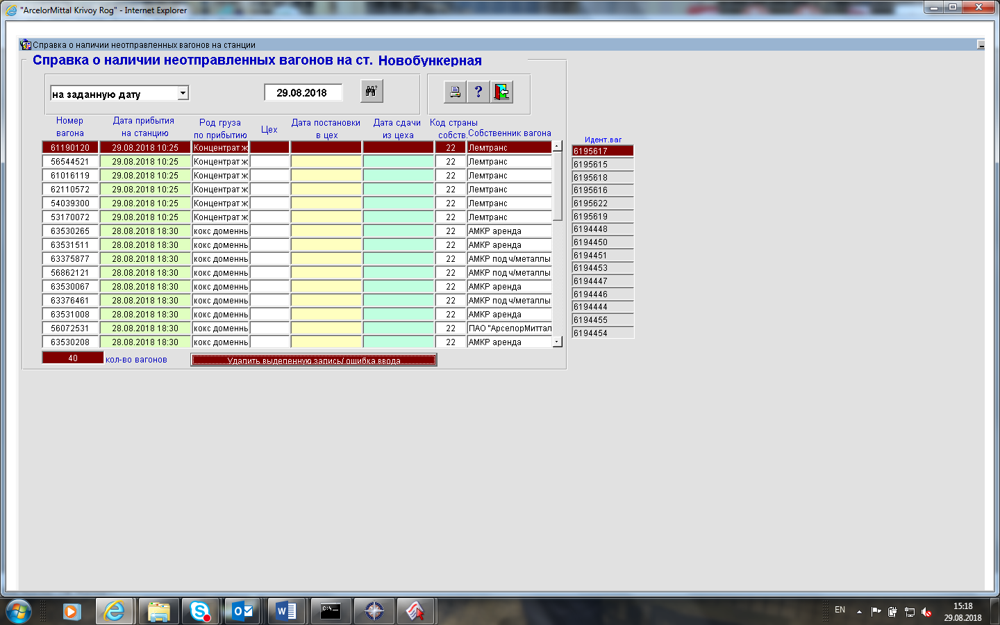 "ArcelorMittal Krivoy Rog" - Internet Explorer
Справка о наличии неотправленных вагонов на станции
Справка о наличии неотправленных вагонов на ст. Новобункерная
на заданную дату 29.08.2018 ?
Номер вагона Дата прибытия на станцию Род груза по прибытию Цех Дата постановки в цех Дата сдачи из цеха Код страны собств. Собственник вагона Идент.ваг
61190120 29.08.2018 10:25 Концентрат ж 22 Лемтранс 6195617
56544521 29.08.2018 10:25 Концентрат ж 22 Лемтранс 6195615
61016119 29.08.2018 10:25 Концентрат ж 22 Лемтранс 6195618
62110572 29.08.2018 10:25 Концентрат ж 22 Лемтранс 6195616
54039300 29.08.2018 10:25 Концентрат ж 22 Лемтранс 6195622
53170072 29.08.2018 10:25 Концентрат ж 22 Лемтранс 6195619
63530265 28.08.2018 18:30 кокс доменнь 22 АМКР аренда 6194448
63531511 28.08.2018 18:30 кокс доменнь 22 АМКР аренда 6194450
63375877 28.08.2018 18:30 кокс доменнь 22 АМКР под ч/металлы 6194451
56862121 28.08.2018 18:30 кокс доменнь 22 АМКР под ч/металлы 6194453
63530067 28.08.2018 18:30 кокс доменнь 22 АМКР аренда 6194447
63376461 28.08.2018 18:30 кокс доменнь 22 АМКР под ч/металлы 6194446
63531008 28.08.2018 18:30 кокс доменнь 22 АМКР аренда 6194444
56072531 28.08.2018 18:30 кокс доменнь 22 ПАО "АрселорМиттал 6194455
63530208 28.08.2018 18:30 кокс доменнь 22 АМКР аренда 6194454
40 кол-во вагонов Удалить выделенную запись/ ошибка ввода
EN 15:18
29.08.2018